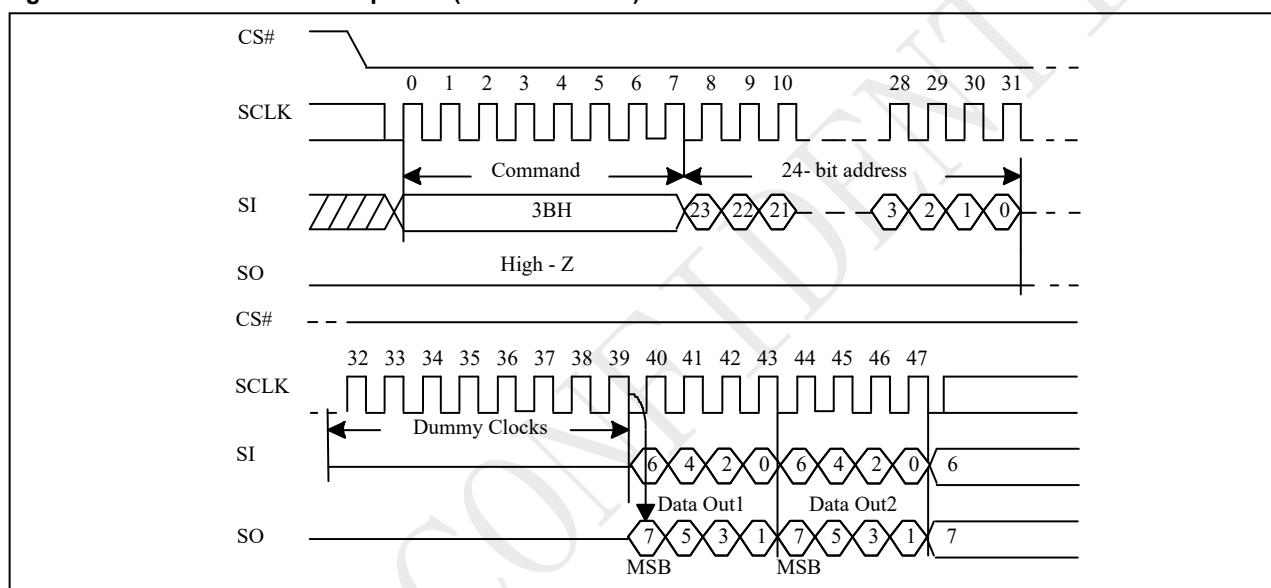 CS#
0 1 2 3 4 5 6 7 8 9 10 28 29 30 31
SCLK
Command 24- bit address
SI 3BH 23 22 21 3 2 1 0
SO High - Z
CS#
32 33 34 35 36 37 38 39 40 41 42 43 44 45 46 47
SCLK
Dummy Clocks
SI 6 4 2 0 6 4 2 0 6
Data Out1 Data Out2
SO 7 5 3 1 7 5 3 1 7
MSB MSB
CONFIDENT